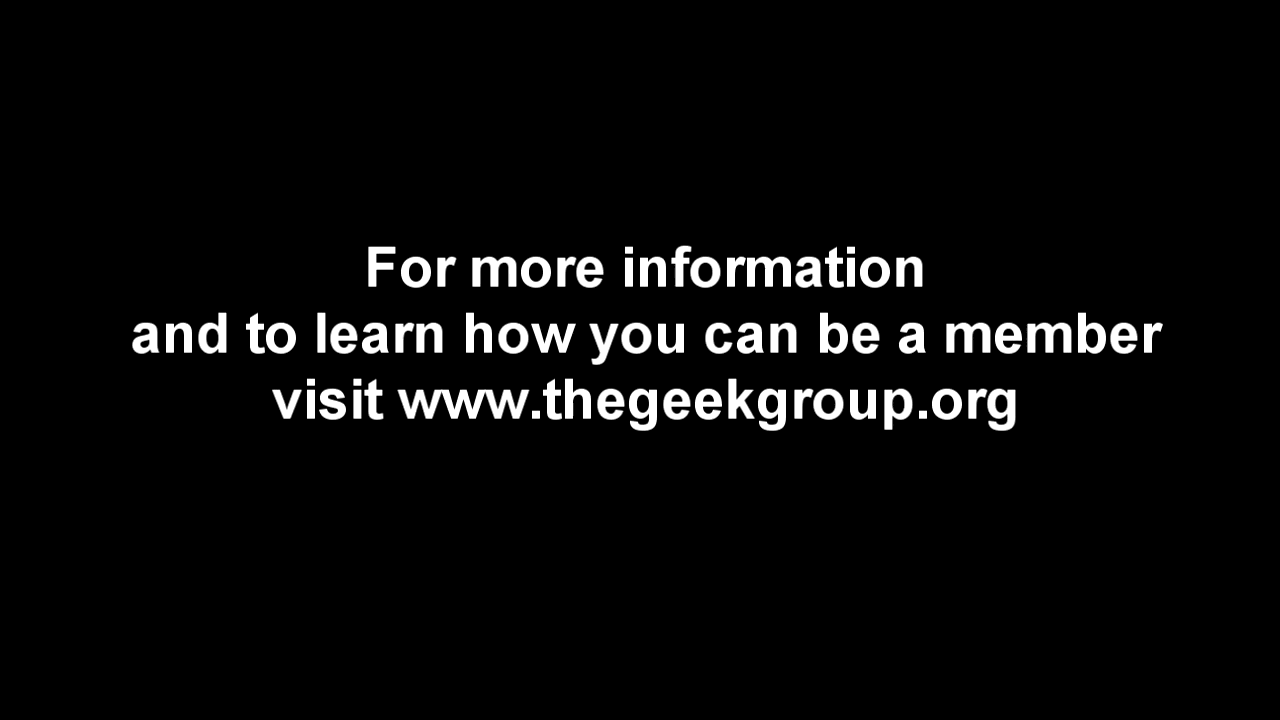 For more information
and to learn how you can be a member
visit www.thegeekgroup.org